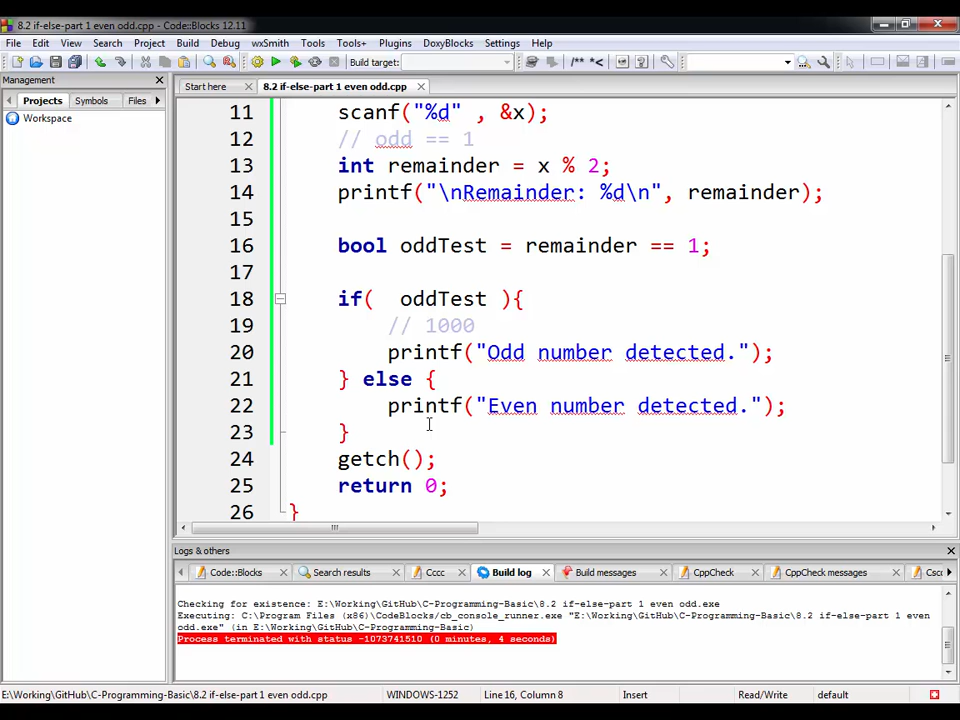 8.2 if-else-part 1 even odd.cpp - Code::Blocks 12.11
File Edit View Search Project Build Debug wxSmith Tools Tools+ Plugins DoxyBlocks Settings Help
Build target:
/** *<
Management
Start here 8.2 if-else-part 1 even odd.cpp
Projects Symbols Files
Workspace
11 scanf("%d" , &x);
12 // odd == 1
13 int remainder = x % 2;
14 printf("\nRemainder: %d\n", remainder);
15
16 bool oddTest = remainder == 1;
17
18 if(  oddTest ){
19 // 1000
20 printf("Odd number detected.");
21 } else {
22 printf("Even number detected.");
23 }
24 getch();
25 return 0;
26 }
Logs & others
Code::Blocks Search results Cccc Build log Build messages CppCheck CppCheck messages Cscc
Checking for existence: E:\Working\GitHub\C-Programming-Basic\8.2 if-else-part 1 even odd.exe
Executing: C:\Program Files (x86)\CodeBlocks/cb_console_runner.exe "E:\Working\GitHub\C-Programming-Basic\8.2 if-else-part 1 even
odd.exe" (in E:\Working\GitHub\C-Programming-Basic)
Process terminated with status -1073741510 (0 minutes, 4 seconds)
E:\Working\GitHub\C-Programming-Basic\8.2 if-else-part 1 even odd.cpp WINDOWS-1252 Line 16, Column 8 Insert Read/Write default